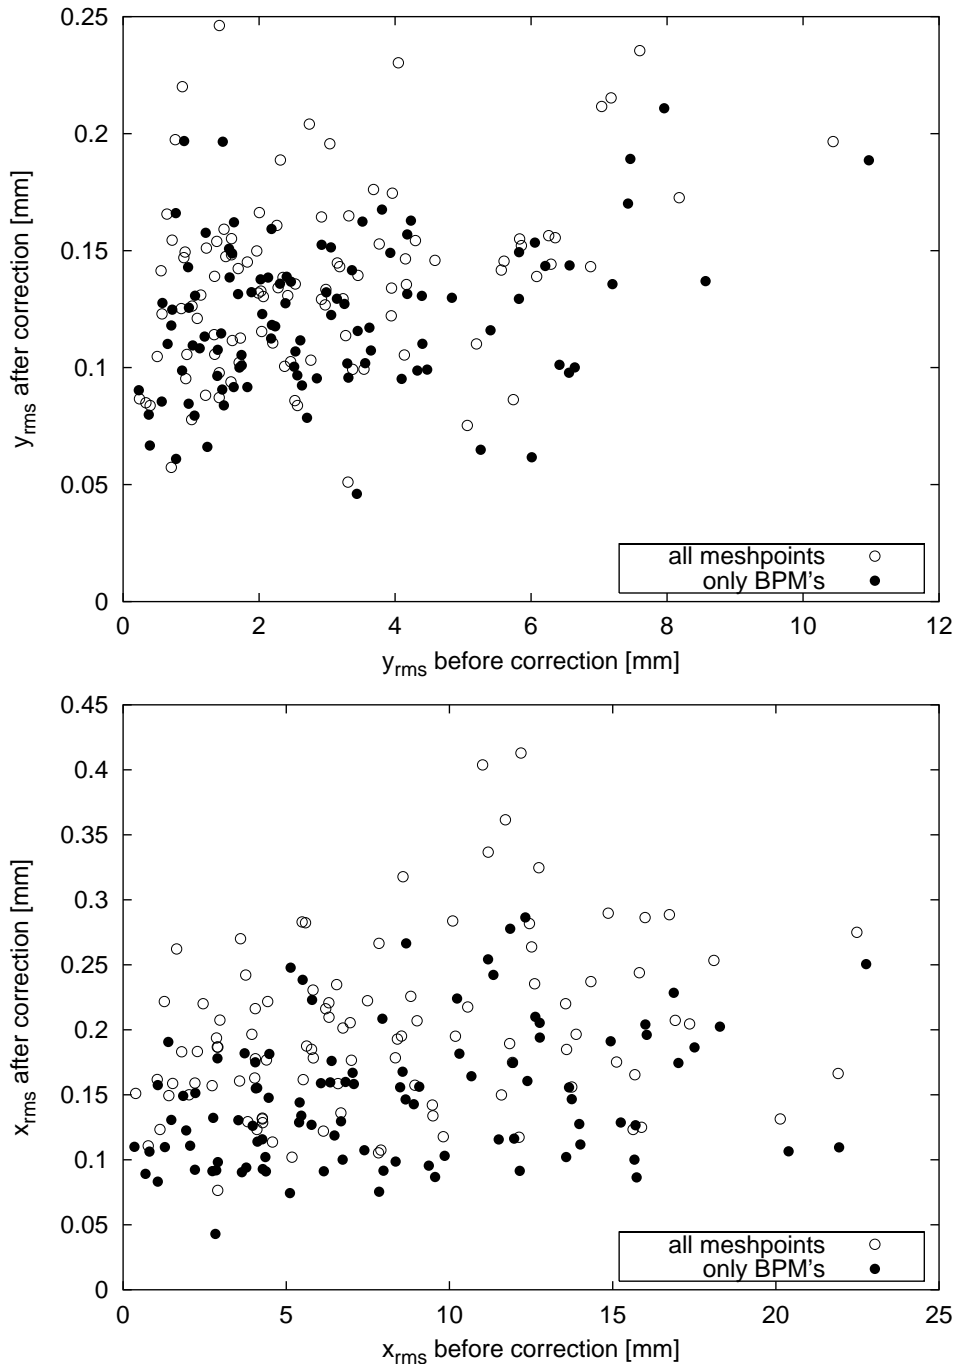 0.25
0.2
0.15
0.1
0.05
0
y_rms after correction [mm]
all meshpoints
only BPM's
0 2 4 6 8 10 12
y_rms before correction [mm]
0.45
0.4
0.35
0.3
0.25
0.2
0.15
0.1
0.05
0
x_rms after correction [mm]
all meshpoints
only BPM's
0 5 10 15 20 25
x_rms before correction [mm]